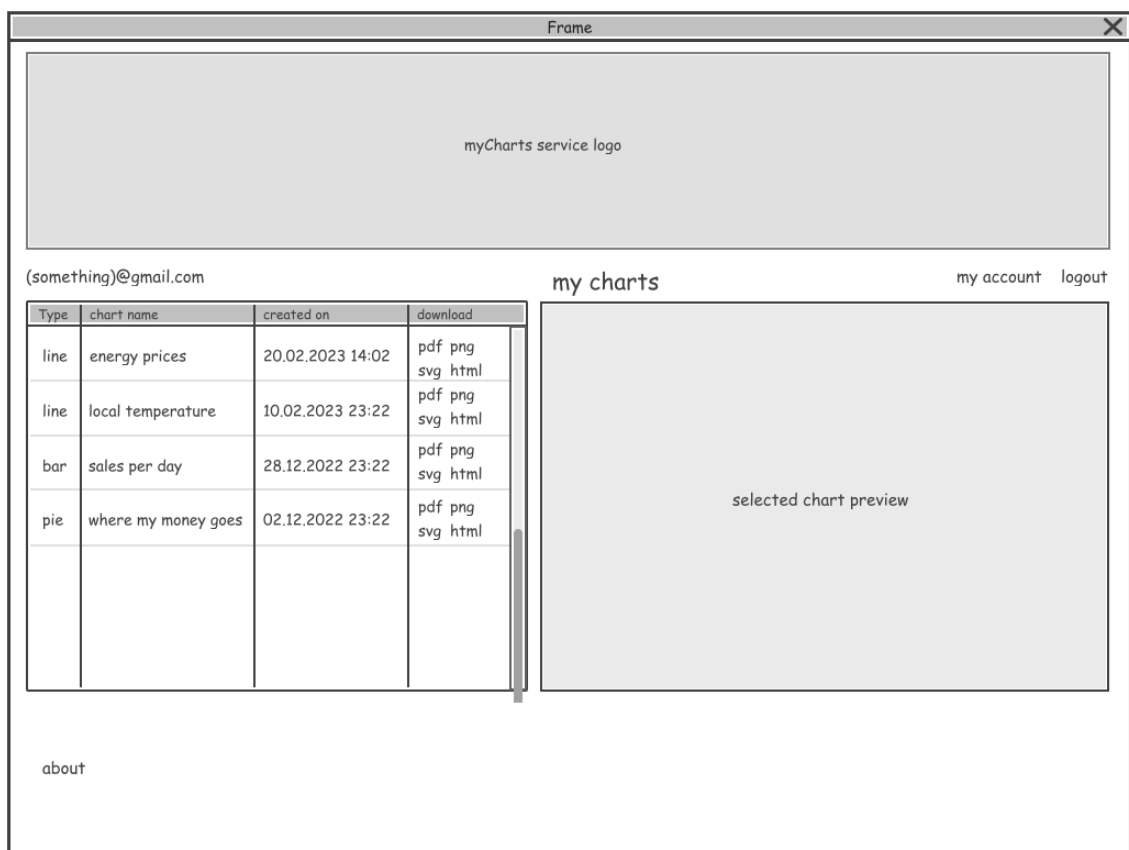 Frame
myCharts service logo
(something)@gmail.com
my charts
my account logout
Type chart name created on download
line energy prices 20.02.2023 14:02 pdf png
svg html
line local temperature 10.02.2023 23:22 pdf png
svg html
bar sales per day 28.12.2022 23:22 pdf png
svg html
pie where my money goes 02.12.2022 23:22 pdf png
svg html
selected chart preview
about